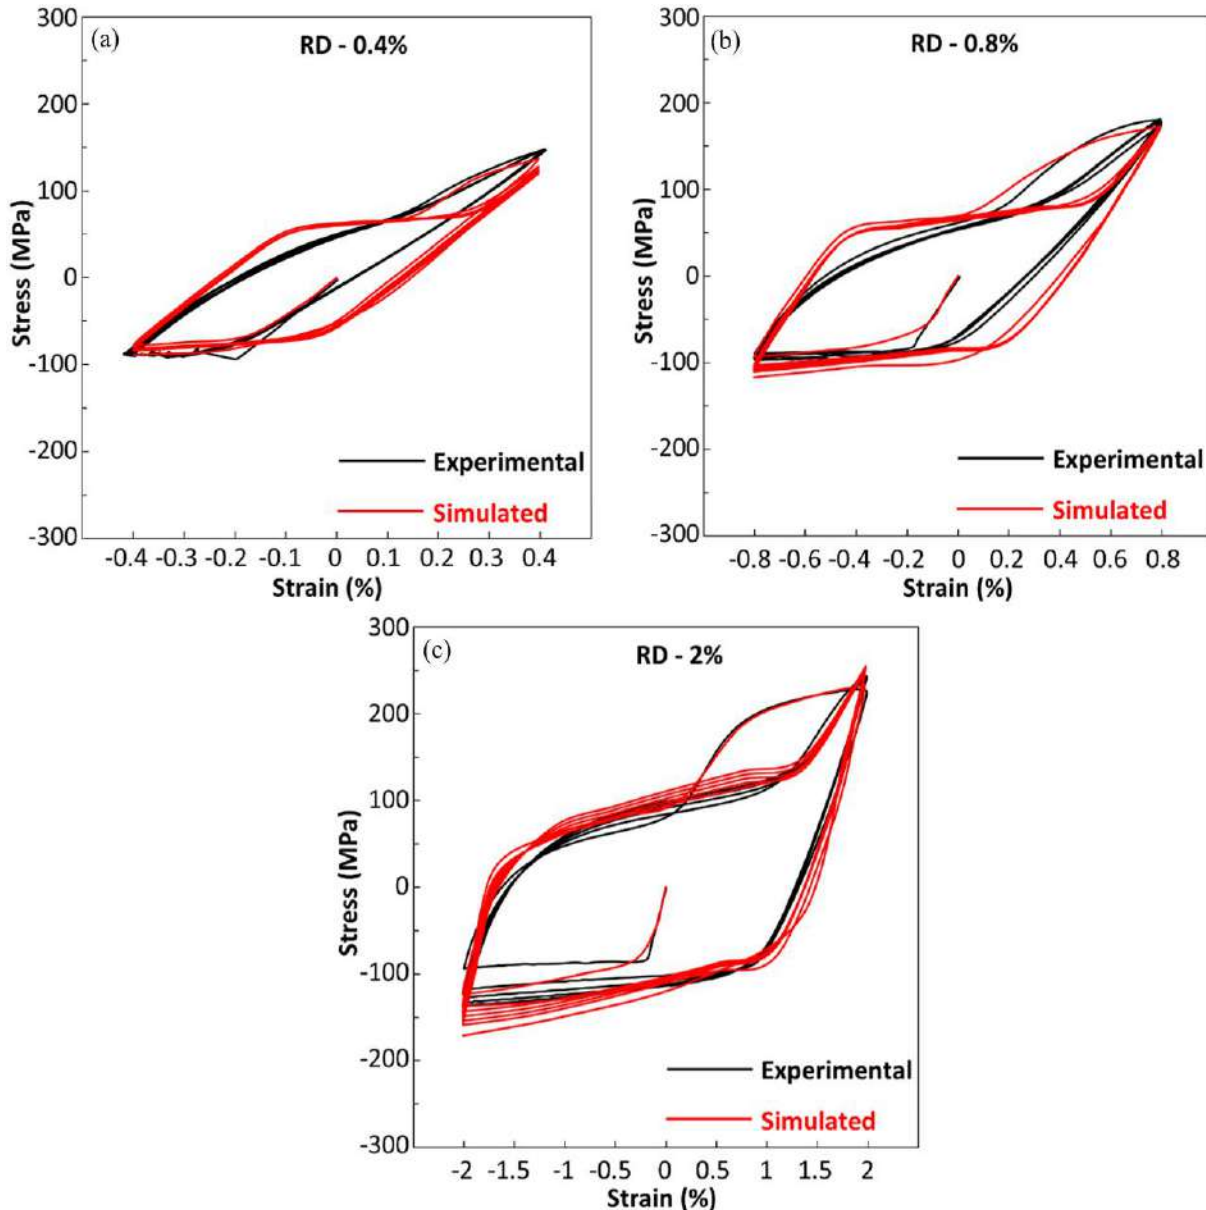 (a)
RD - 0.4%
300
200
100
0
-100
-200
-300
Stress (MPa)
Experimental
Simulated
-0.4 -0.3 -0.2 -0.1 0 0.1 0.2 0.3 0.4
Strain (%)
(b)
RD - 0.8%
300
200
100
0
-100
-200
-300
Stress (MPa)
Experimental
Simulated
-0.8 -0.6 -0.4 -0.2 0 0.2 0.4 0.6 0.8
Strain (%)
(c)
RD - 2%
300
200
100
0
-100
-200
-300
Stress (MPa)
Experimental
Simulated
-2 -1.5 -1 -0.5 0 0.5 1 1.5 2
Strain (%)